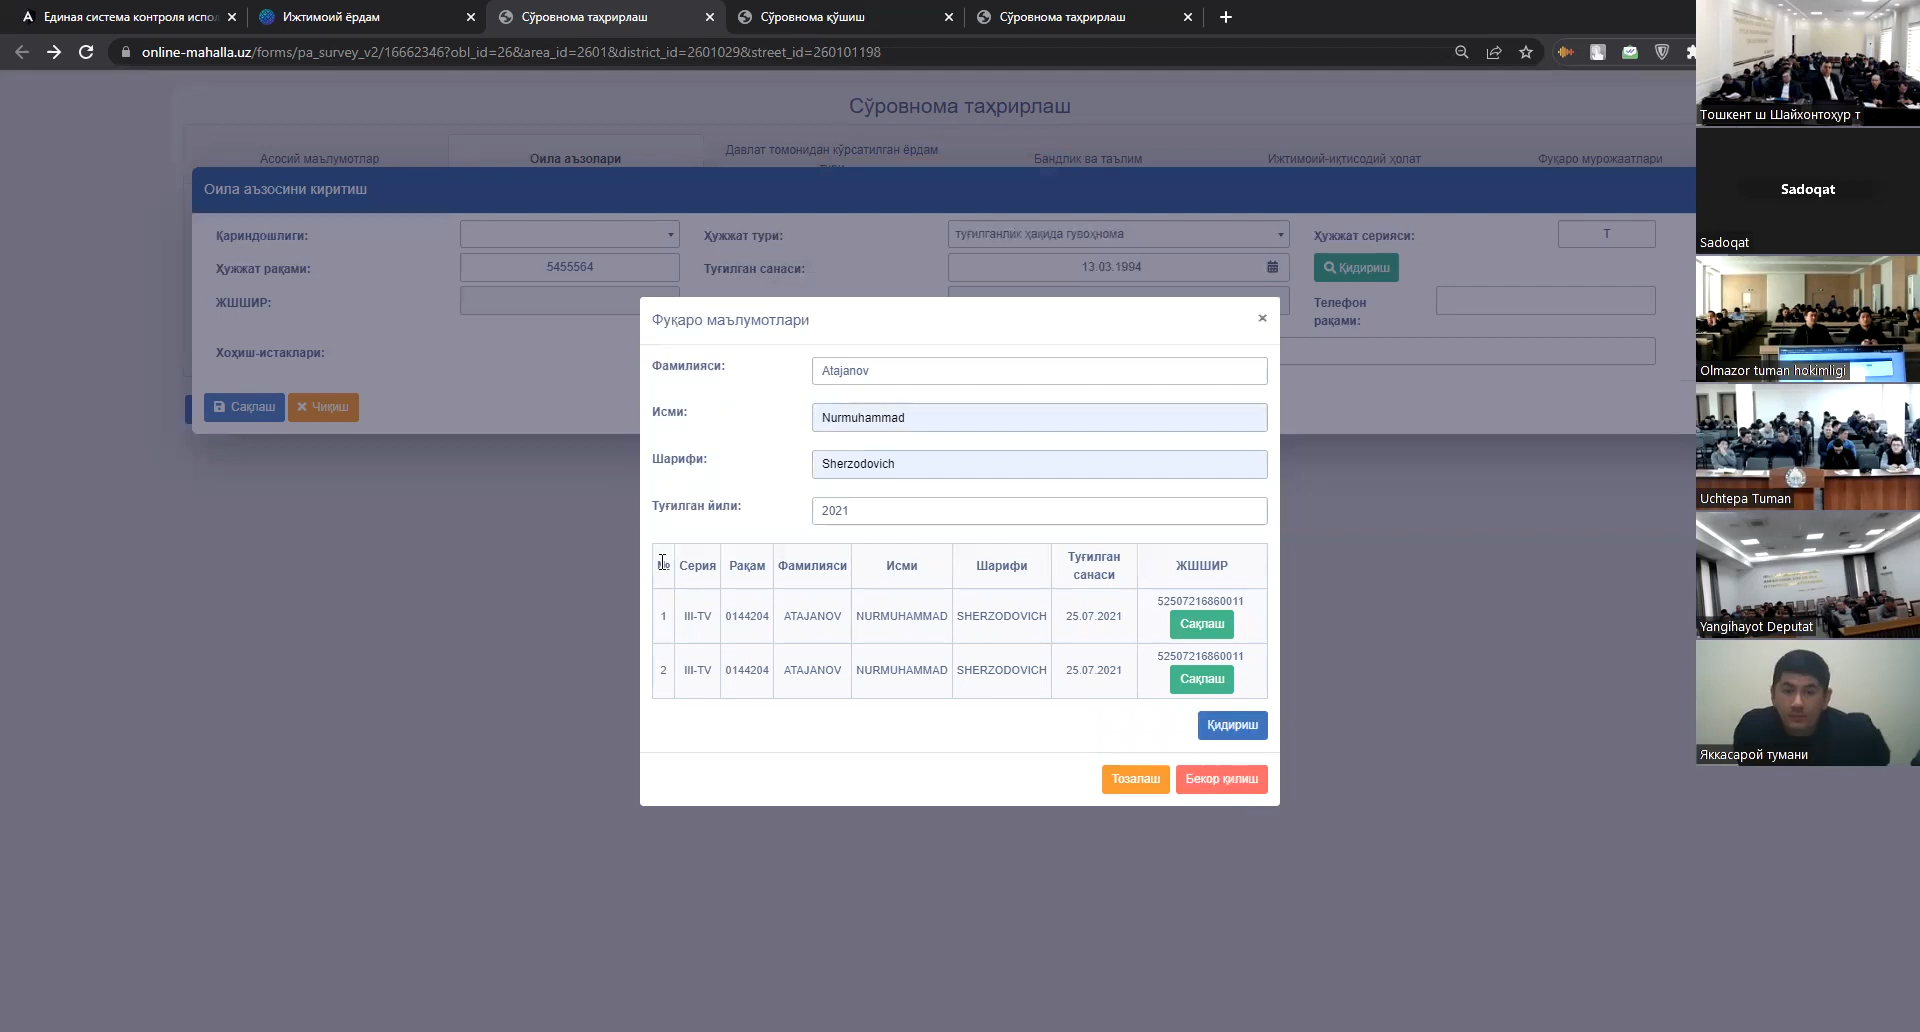 Единая система контроля испол
Ижтимоий ёрдам
Сўровнома таҳрирлаш
Сўровнома қўшиш
Сўровнома таҳрирлаш
online-mahalla.uz/forms/pa_survey_v2/16662346?obl_id=26&area_id=2601&district_id=2601029&street_id=260101198
Сўровнома таҳрирлаш
Асосий маълумотлар
Оила аъзолари
Давлат томонидан кўрсатилган ёрдам
Бандлик ва таълим
Ижтимоий-иқтисодий ҳолат
Фуқаро мурожаатлари
Оила аъзосини киритиш
Қариндошлиги:
Ҳужжат тури:
туғилганлик ҳақида гувоҳнома
Ҳужжат серияси:
T
Ҳужжат рақами:
5455564
Туғилган санаси:
13.03.1994
Қидириш
ЖШШИР:
Телефон
рақами:
Хоҳиш-истаклари:
Сақлаш
Чиқиш
Фуқаро маълумотлари
×
Фамилияси:
Atajanov
Исми:
Nurmuhammad
Шарифи:
Sherzodovich
Туғилган йили:
2021
№ Серия Рақам Фамилияси Исми Шарифи Туғилган санаси ЖШШИР
1 III-TV 0144204 ATAJANOV NURMUHAMMAD SHERZODOVICH 25.07.2021 52507216860011
Сақлаш
2 III-TV 0144204 ATAJANOV NURMUHAMMAD SHERZODOVICH 25.07.2021 52507216860011
Сақлаш
Қидириш
Тозалаш
Бекор қилиш
Тошкент ш Шайхонтоҳур т
Sadoqat
Sadoqat
Olmazor tuman hokimligi
Uchtepa Tuman
Yangihayot Deputat
Яккасарой тумани